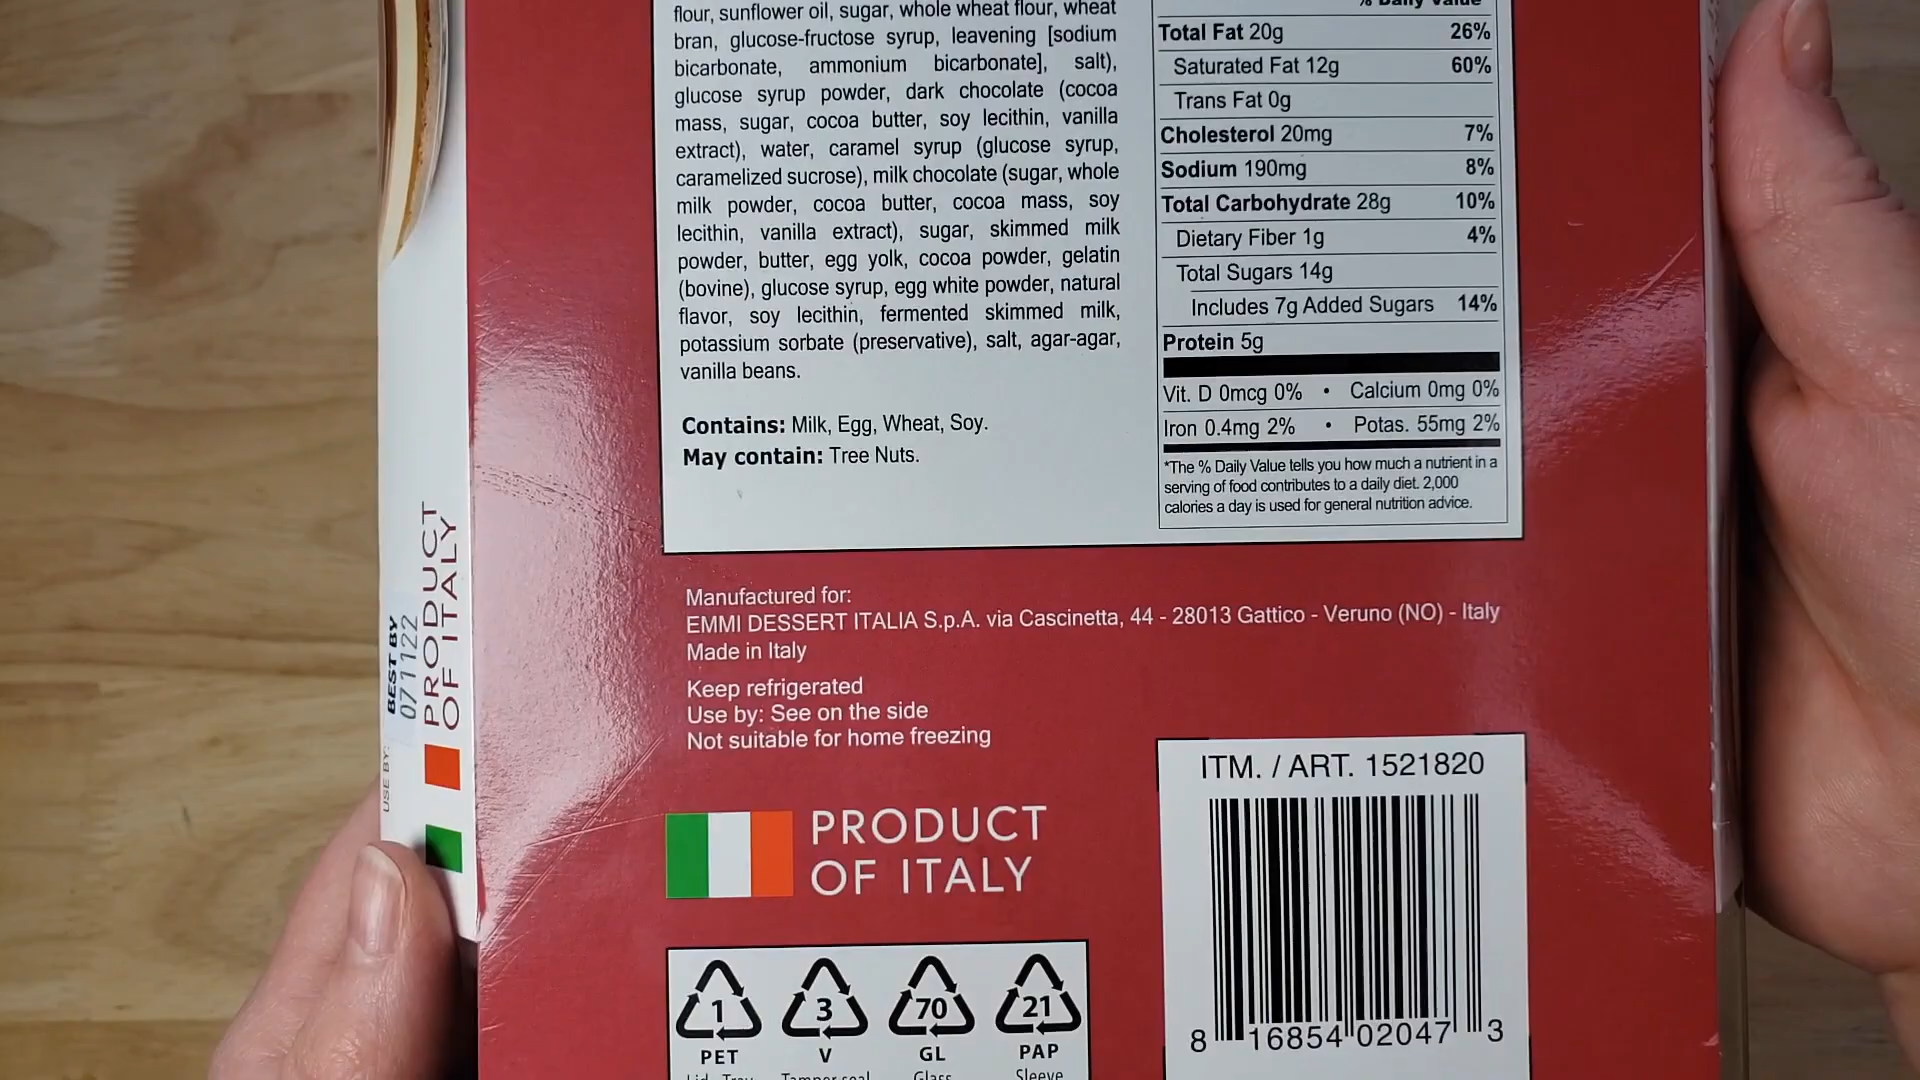 flour, sunflower oil, sugar, whole wheat flour, wheat
bran, glucose-fructose syrup, leavening [sodium
bicarbonate, ammonium bicarbonate], salt),
glucose syrup powder, dark chocolate (cocoa
mass, sugar, cocoa butter, soy lecithin, vanilla
extract), water, caramel syrup (glucose syrup,
caramelized sucrose), milk chocolate (sugar, whole
milk powder, cocoa butter, cocoa mass, soy
lecithin, vanilla extract), sugar, skimmed milk
powder, butter, egg yolk, cocoa powder, gelatin
(bovine), glucose syrup, egg white powder, natural
flavor, soy lecithin, fermented skimmed milk,
potassium sorbate (preservative), salt, agar-agar,
vanilla beans.
Contains: Milk, Egg, Wheat, Soy.
May contain: Tree Nuts.
% Daily Value
Total Fat 20g 26%
Saturated Fat 12g 60%
Trans Fat 0g
Cholesterol 20mg 7%
Sodium 190mg 8%
Total Carbohydrate 28g 10%
Dietary Fiber 1g 4%
Total Sugars 14g
Includes 7g Added Sugars 14%
Protein 5g
Vit. D 0mcg 0% • Calcium 0mg 0%
Iron 0.4mg 2% • Potas. 55mg 2%
*The % Daily Value tells you how much a nutrient in a
serving of food contributes to a daily diet. 2,000
calories a day is used for general nutrition advice.
Manufactured for:
EMMI DESSERT ITALIA S.p.A. via Cascinetta, 44 - 28013 Gattico - Veruno (NO) - Italy
Made in Italy
Keep refrigerated
Use by: See on the side
Not suitable for home freezing
PRODUCT
OF ITALY
ITM. / ART. 1521820
8 16854 02047 3
1
PET
Lid - Tray
3
V
Tamper seal
70
GL
Glass
21
PAP
Sleeve
USE BY:
BEST BY
071122
PRODUCT
OF ITALY